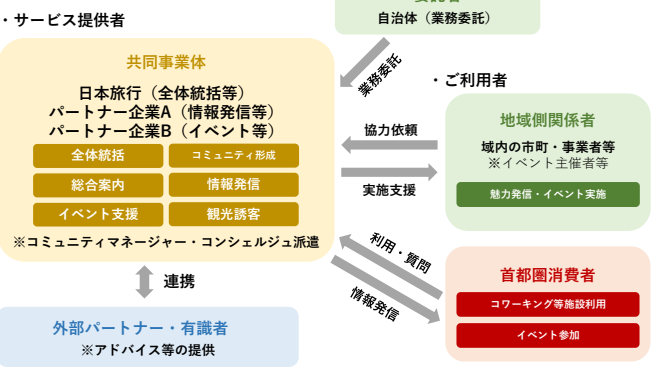 ・サービス提供者
自治体（業務委託）
共同事業体
日本旅行（全体統括等）
パートナー企業A（情報発信等）
パートナー企業B（イベント等）
全体統括
コミュニティ形成
総合案内
情報発信
イベント支援
観光誘客
※コミュニティマネージャー・コンシェルジュ派遣
業務委託
・ご利用者
協力依頼
実施支援
地域側関係者
域内の市町・事業者等
※イベント主催者等
魅力発信・イベント実施
利用・質問
情報発信
首都圏消費者
コワーキング等施設利用
イベント参加
連携
外部パートナー・有識者
※アドバイス等の提供